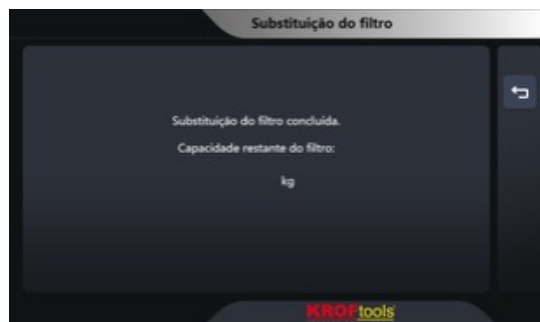 Substituição do filtro
Substituição do filtro concluída.
Capacidade restante do filtro:
kg
KROFtools